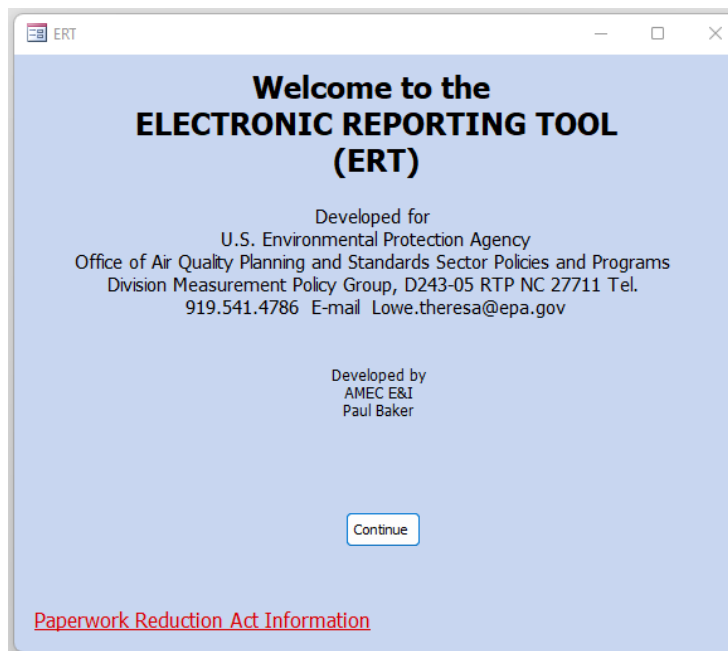 ERT
Welcome to the
ELECTRONIC REPORTING TOOL
(ERT)
Developed for
U.S. Environmental Protection Agency
Office of Air Quality Planning and Standards Sector Policies and Programs
Division Measurement Policy Group, D243-05 RTP NC 27711 Tel.
919.541.4786  E-mail  Lowe.theresa@epa.gov
Developed by
AMEC E&I
Paul Baker
Continue
Paperwork Reduction Act Information